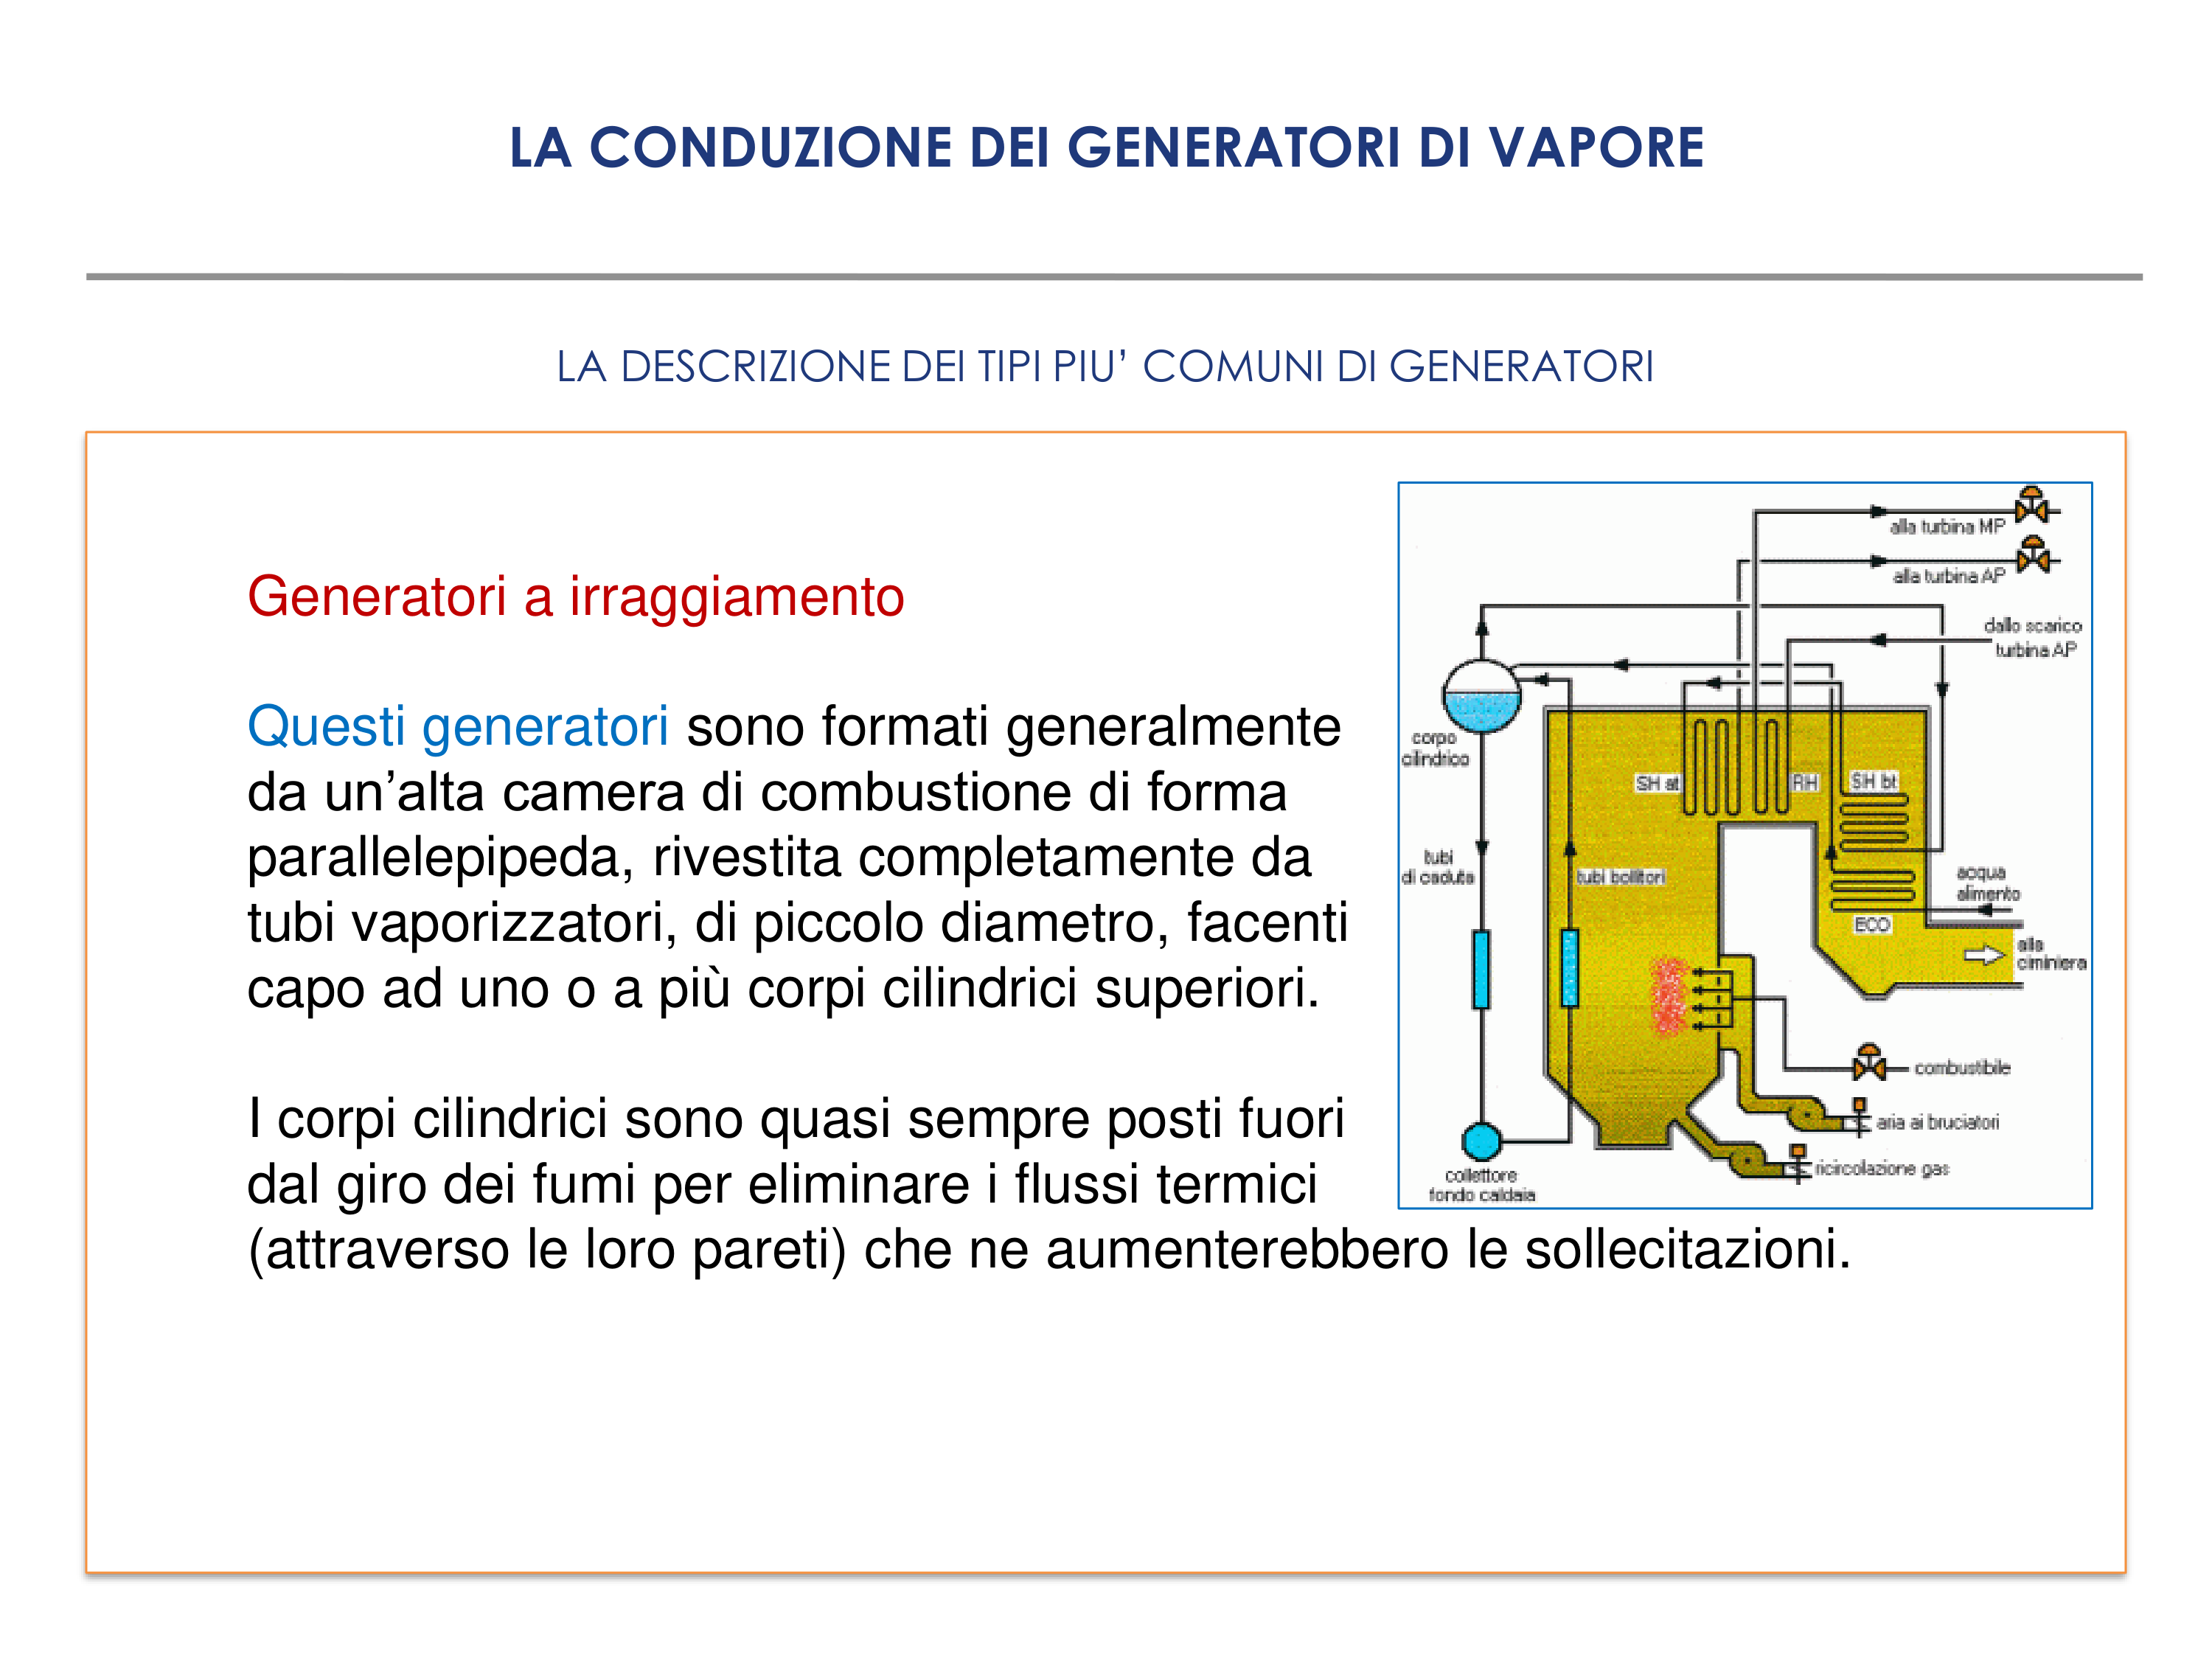 LA CONDUZIONE DEI GENERATORI DI VAPORE
LA DESCRIZIONE DEI TIPI PIU’ COMUNI DI GENERATORI
Generatori a irraggiamento
Questi generatori sono formati generalmente
da un’alta camera di combustione di forma
parallelepipeda, rivestita completamente da
tubi vaporizzatori, di piccolo diametro, facenti
capo ad uno o a più corpi cilindrici superiori.
I corpi cilindrici sono quasi sempre posti fuori
dal giro dei fumi per eliminare i flussi termici
(attraverso le loro pareti) che ne aumenterebbero le sollecitazioni.
alla turbina MP
alla turbina AP
dallo scarico
turbina AP
corpo
cilindrico
SH at
RH
SH bt
tubi
di caduta
tubi bollitori
acqua
alimento
ECO
alla
ciminiera
combustibile
aria ai bruciatori
ricircolazione gas
collettore
fondo caldaia